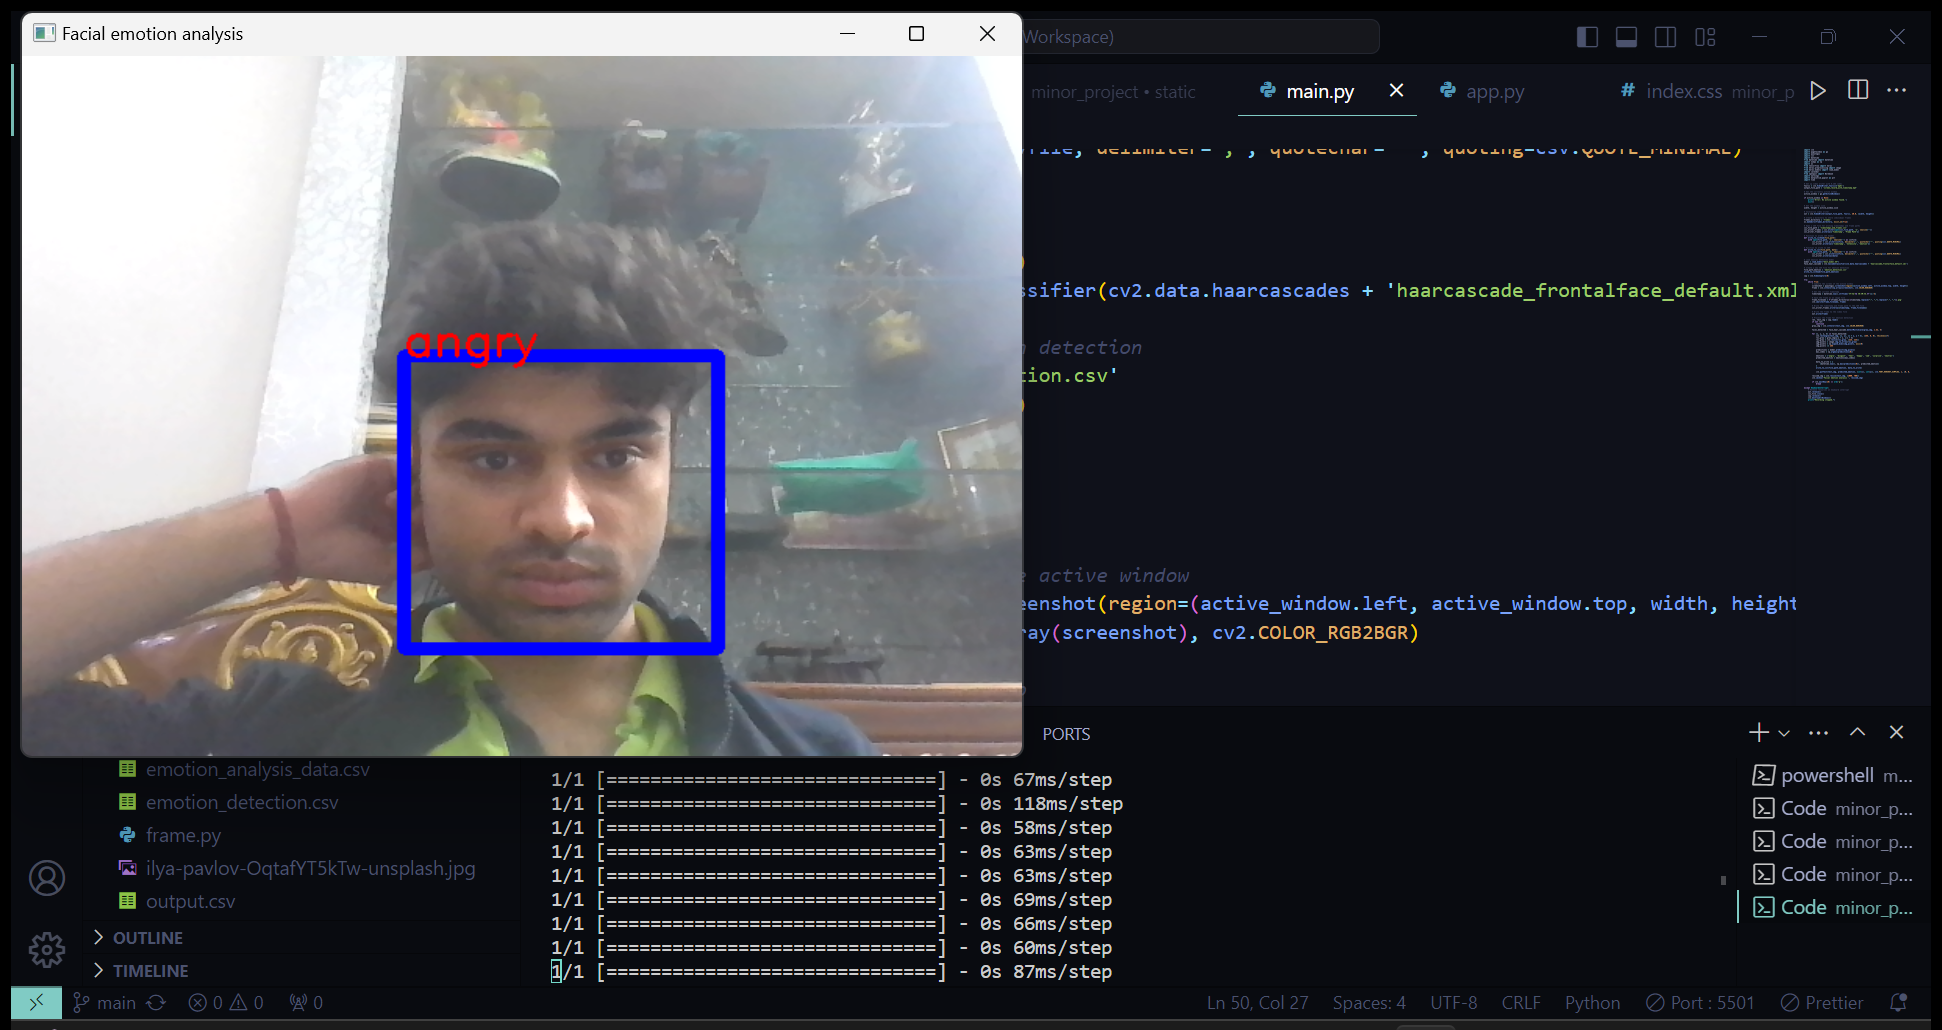 Facial emotion analysis
Workspace)
minor_project • static
main.py
app.py
# index.css minor_p
delimiter=',', quotechar=' ', quoting=csv.QUOTE_MINIMAL)
ssifier(cv2.data.haarcascades + 'haarcascade_frontalface_default.xml
detection
tion.csv'
active window
enshot(region=(active_window.left, active_window.top, width, height
ray(screenshot), cv2.COLOR_RGB2BGR)
angry
PORTS
emotion_analysis_data.csv
emotion_detection.csv
frame.py
ilya-pavlov-OqtafYT5kTw-unsplash.jpg
output.csv
OUTLINE
TIMELINE
1/1 [==============================] - 0s 67ms/step
1/1 [==============================] - 0s 118ms/step
1/1 [==============================] - 0s 58ms/step
1/1 [==============================] - 0s 63ms/step
1/1 [==============================] - 0s 63ms/step
1/1 [==============================] - 0s 69ms/step
1/1 [==============================] - 0s 66ms/step
1/1 [==============================] - 0s 60ms/step
1/1 [==============================] - 0s 87ms/step
powershell m...
Code minor_p...
Code minor_p...
Code minor_p...
Code minor_p...
main 0 0 0
Ln 50, Col 27 Spaces: 4 UTF-8 CRLF Python Port : 5501 Prettier